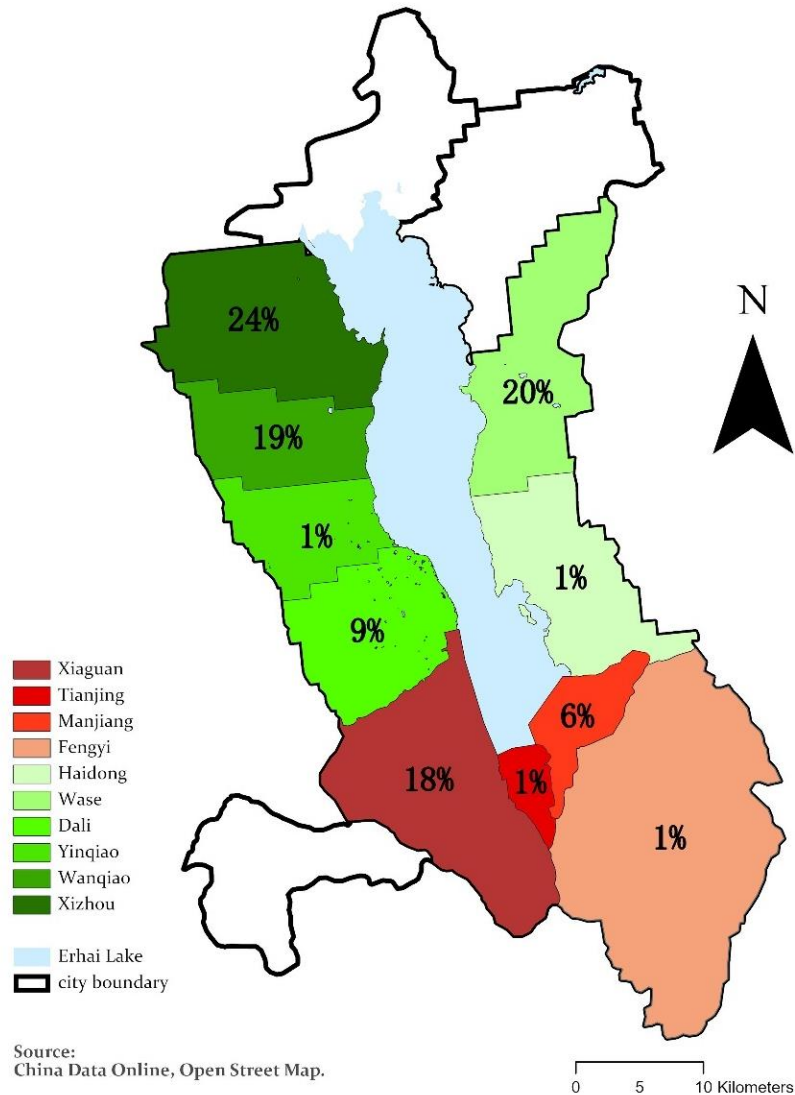 N
24%
20%
19%
1%
1%
9%
6%
18%
1%
1%
Xiaguan
Tianjing
Manjiang
Fengyi
Haidong
Wase
Dali
Yinqiao
Wanqiao
Xizhou
Erhai Lake
city boundary
Source:
China Data Online, Open Street Map.
0 5 10 Kilometers